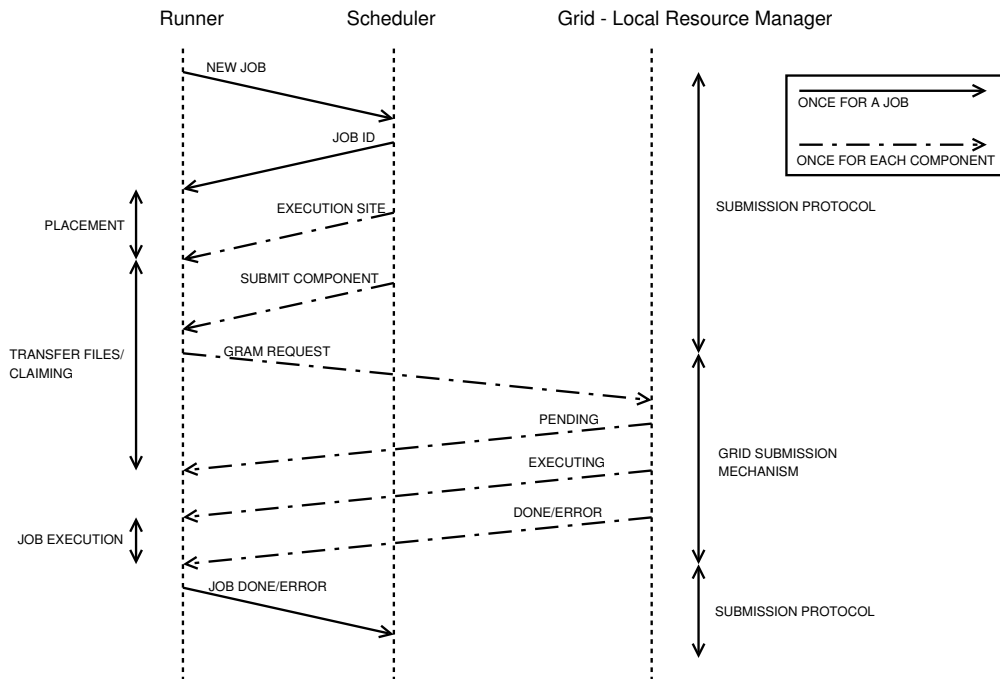 Runner
Scheduler
Grid - Local Resource Manager
NEW JOB
ONCE FOR A JOB
JOB ID
ONCE FOR EACH COMPONENT
EXECUTION SITE
SUBMISSION PROTOCOL
PLACEMENT
SUBMIT COMPONENT
GRAM REQUEST
TRANSFER FILES/
CLAIMING
PENDING
GRID SUBMISSION
MECHANISM
EXECUTING
DONE/ERROR
JOB EXECUTION
JOB DONE/ERROR
SUBMISSION PROTOCOL